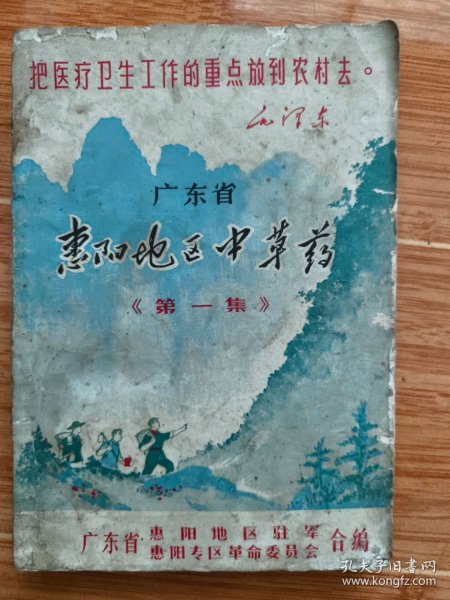 把医疗卫生工作的重点放到农村去。
毛泽东
广东省
惠阳地区中草药
《第一集》
广东省 惠阳地区驻军 合编
惠阳专区革命委员会
孔夫子旧书网
book.kongfz.com